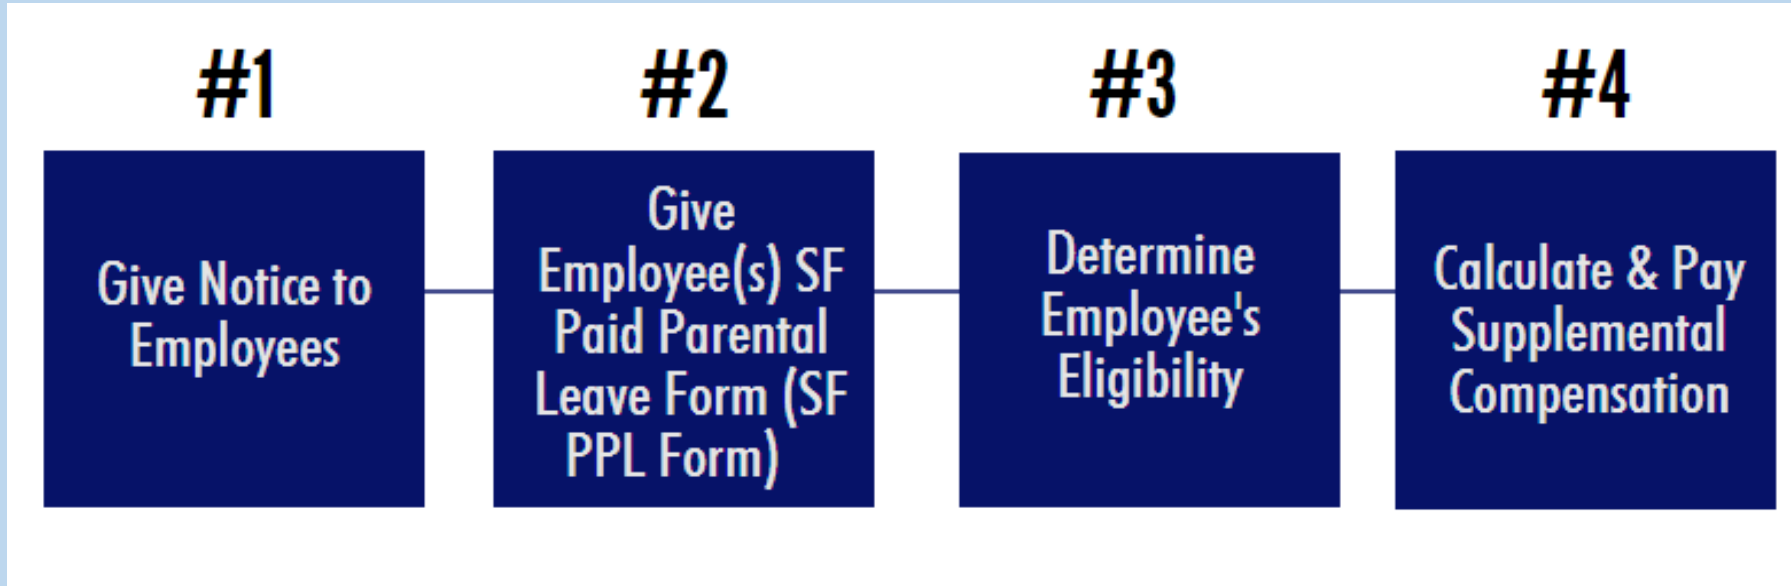 #1
Give Notice to
Employees
#2
Give
Employee(s) SF
Paid Parental
Leave Form (SF
PPL Form)
#3
Determine
Employee's
Eligibility
#4
Calculate & Pay
Supplemental
Compensation